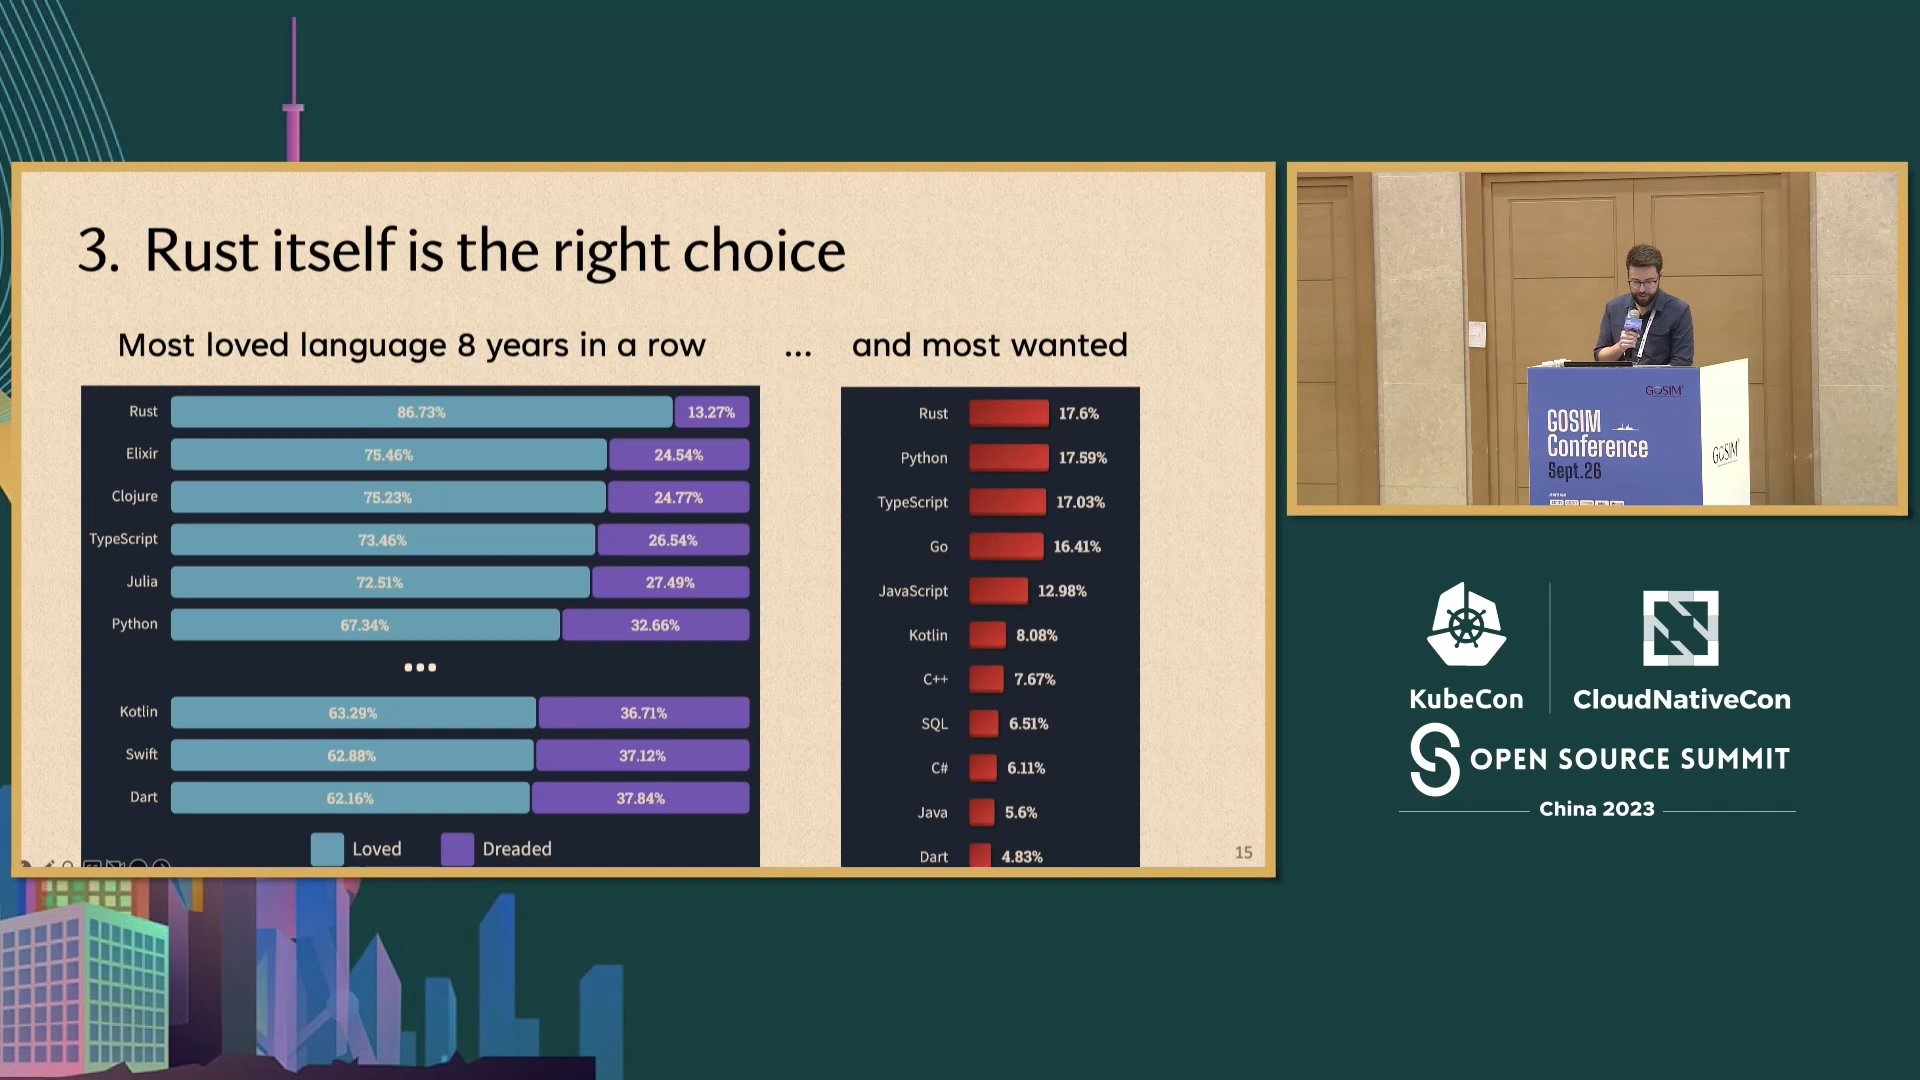 3. Rust itself is the right choice
Most loved language 8 years in a row ... and most wanted
Rust 86.73% 13.27%
Elixir 75.46% 24.54%
Clojure 75.23% 24.77%
TypeScript 73.46% 26.54%
Julia 72.51% 27.49%
Python 67.34% 32.66%
...
Kotlin 63.29% 36.71%
Swift 62.88% 37.12%
Dart 62.16% 37.84%
Loved Dreaded
Rust 17.6%
Python 17.59%
TypeScript 17.03%
Go 16.41%
JavaScript 12.98%
Kotlin 8.08%
C++ 7.67%
SQL 6.51%
C# 6.11%
Java 5.6%
Dart 4.83%
15
GOSIM
GOSIM
Conference
Sept.26
GOSIM
KubeCon
CloudNativeCon
OPEN SOURCE SUMMIT
China 2023